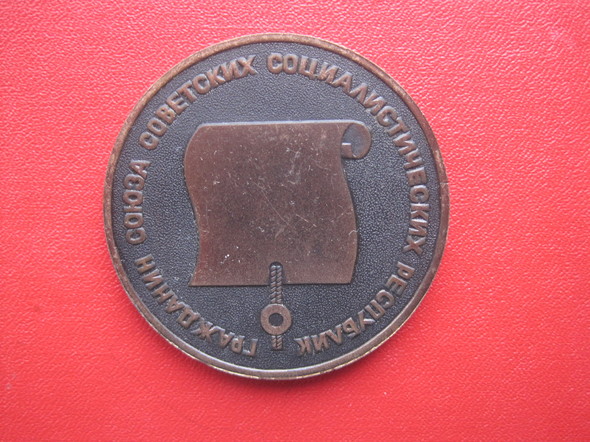 ГРАЖДАНИН СОЮЗА СОВЕТСКИХ СОЦИАЛИСТИЧЕСКИХ РЕСПУБЛИК